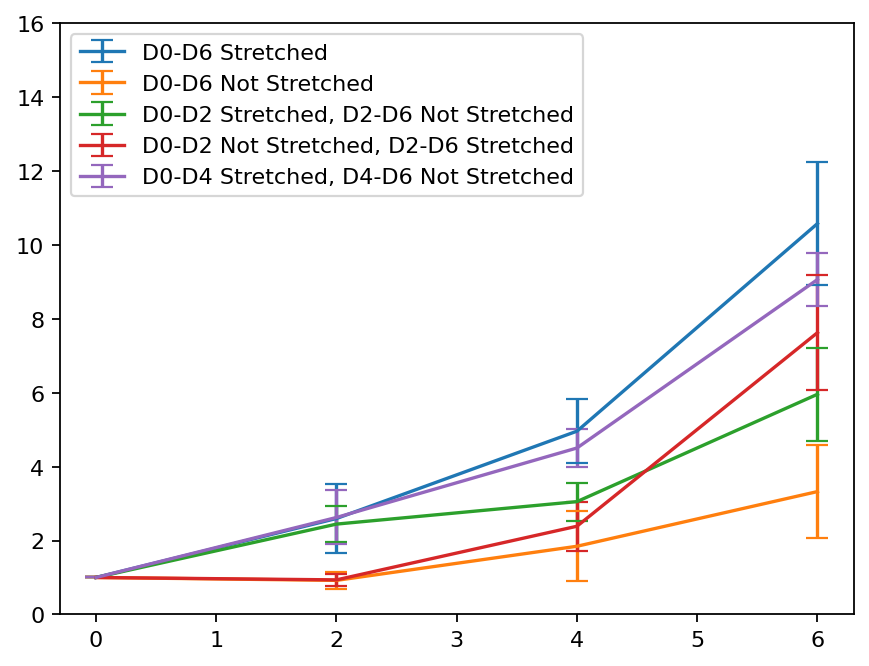 16
14
12
10
8
6
4
2
0
D0-D6 Stretched
D0-D6 Not Stretched
D0-D2 Stretched, D2-D6 Not Stretched
D0-D2 Not Stretched, D2-D6 Stretched
D0-D4 Stretched, D4-D6 Not Stretched
0 1 2 3 4 5 6